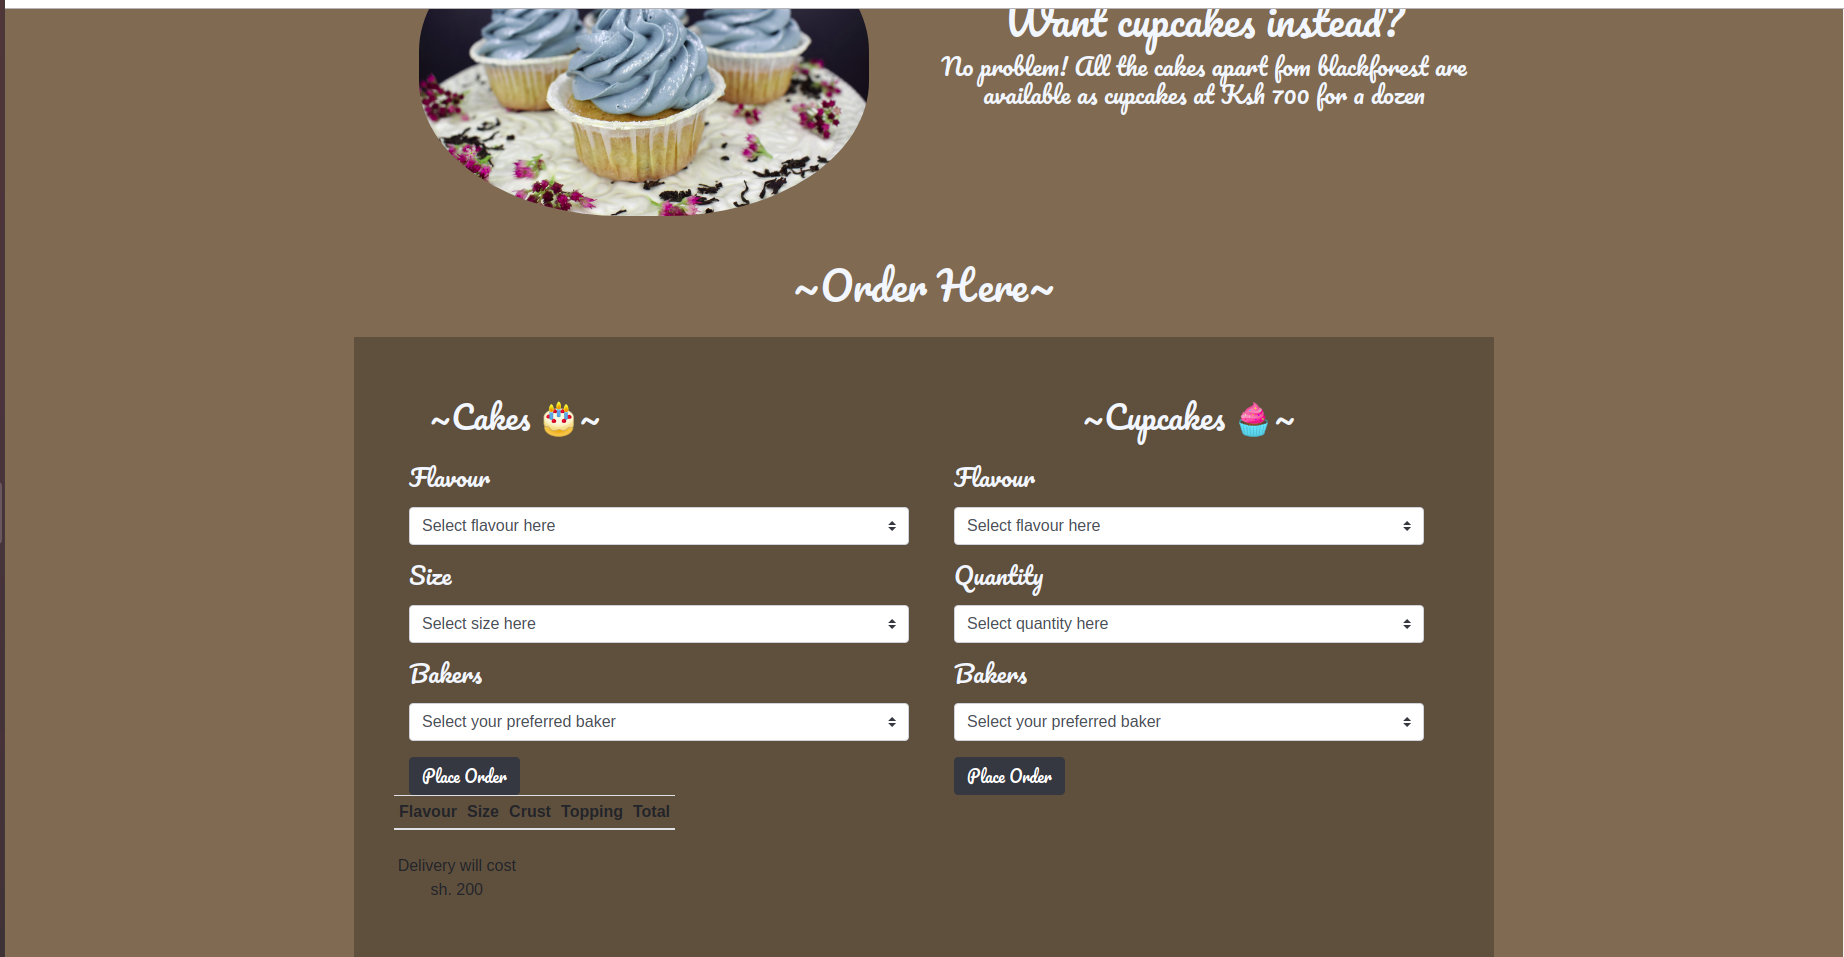 Want cupcakes instead?
No problem! All the cakes apart fom blackforest are
available as cupcakes at Ksh 700 for a dozen
~Order Here~
~Cakes 🎂~
Flavour
Select flavour here
Size
Select size here
Bakers
Select your preferred baker
Place Order
Flavour Size Crust Topping Total
Delivery will cost
sh. 200
~Cupcakes 🧁~
Flavour
Select flavour here
Quantity
Select quantity here
Bakers
Select your preferred baker
Place Order